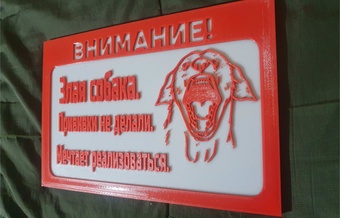 ВНИМАНИЕ!
Злая собака.
Прививки не делали.
Мечтает реализоваться.